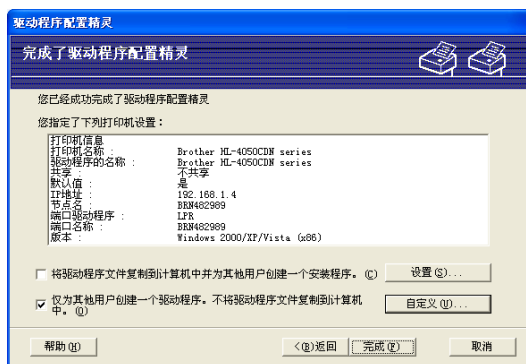 驱动程序配置精灵
完成了驱动程序配置精灵
您已经成功完成了驱动程序配置精灵
您指定了下列打印机设置：
打印机信息
打印机名称 : Brother HL-4050CDN series
驱动程序的名称 : Brother HL-4050CDN series
共享 : 不共享
默认值 : 是
IP地址 : 192.168.1.4
节点名 : BRN482989
端口驱动程序 : LPR
端口名称 : BRN482989
版本 : Windows 2000/XP/Vista (x86)
将驱动程序文件复制到计算机中并为其他用户创建一个安装程序。(C)
设置(S)...
仅为其他用户创建一个驱动程序。不将驱动程序文件复制到计算机
中。(O)
自定义(U)...
帮助(H)
<(B)返回
完成(F)
取消